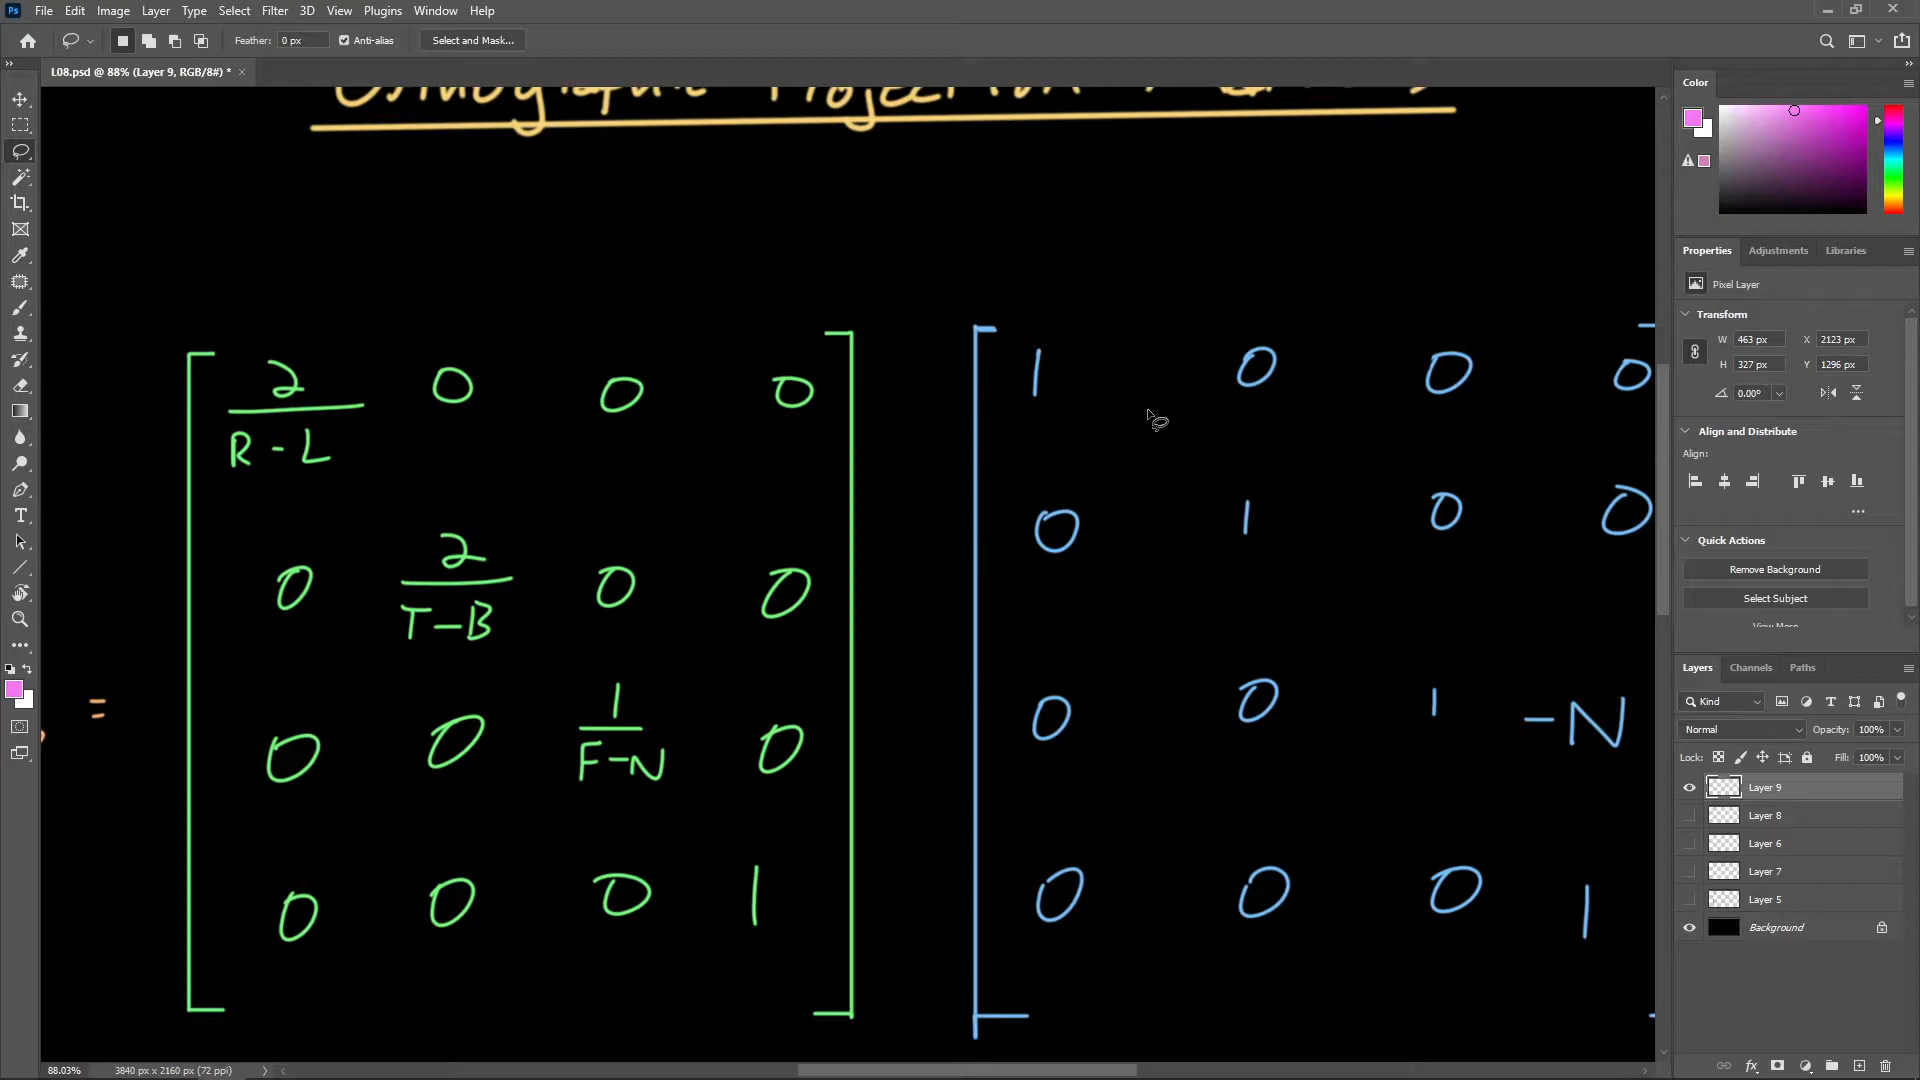 File Edit Image Layer Type Select Filter 3D View Plugins Window Help
Feather: 0 px Anti-alias Select and Mask...
L08.psd @ 88% (Layer 9, RGB/8#) *
Orthographic Projection
2/R-L 0 0 0
0 2/T-B 0 0
= 0 0 1/F-N 0
0 0 0 1
1 0 0 0
0 1 0 0
0 0 1 -N
0 0 0 1
Color
Properties Adjustments Libraries
Pixel Layer
Transform
W 463 px X 2123 px
H 327 px Y 1296 px
0.00°
Align and Distribute
Align:
Quick Actions
Remove Background
Select Subject
View More
Layers Channels Paths
Kind
Normal Opacity: 100%
Lock: Fill: 100%
Layer 9
Layer 8
Layer 6
Layer 7
Layer 5
Background
88.03% 3840 px x 2160 px (72 ppi)